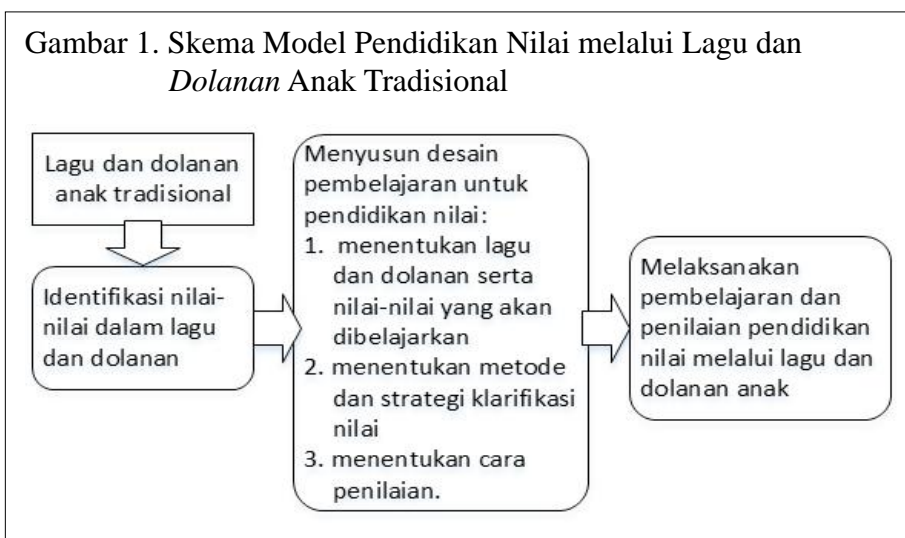 Gambar 1. Skema Model Pendidikan Nilai melalui Lagu dan
Dolanan Anak Tradisional
Lagu dan dolanan
anak tradisional
Identifikasi nilai-
nilai dalam lagu
dan dolanan
Menyusun desain
pembelajaran untuk
pendidikan nilai:
1. menentukan lagu
dan dolanan serta
nilai-nilai yang akan
dibelajarkan
2. menentukan metode
dan strategi klarifikasi
nilai
3. menentukan cara
penilaian.
Melaksanakan
pembelajaran dan
penilaian pendidikan
nilai melalui lagu dan
dolanan anak